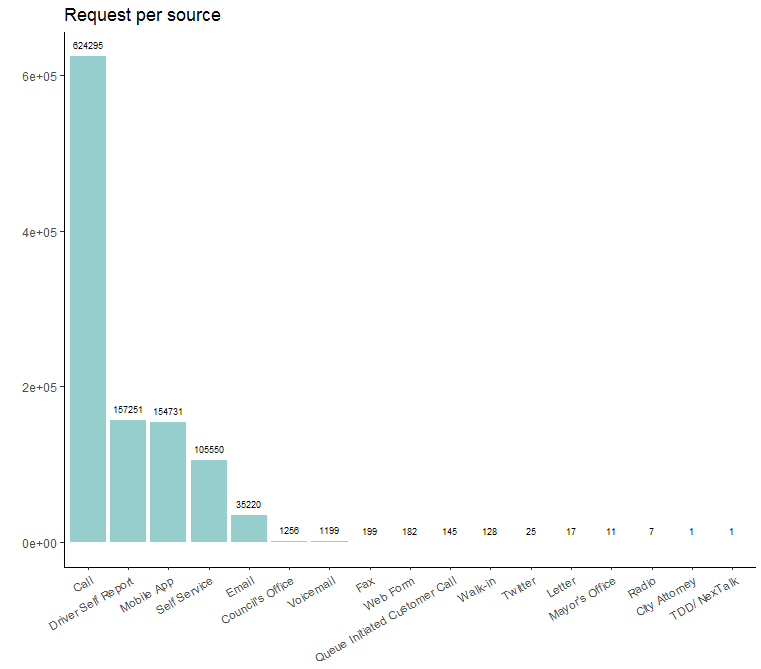 Request per source
624295
6e+05
4e+05
2e+05
157251
154731
105550
35220
1256
1199
199
182
145
128
25
17
11
7
1
1
0e+00
Call
Driver Self Report
Mobile App
Self Service
Email
Council's Office
Voicemail
Fax
Web Form
Queue Initiated Customer Call
Walk-in
Twitter
Letter
Mayor's Office
Radio
City Attorney
TDD/ NexTalk